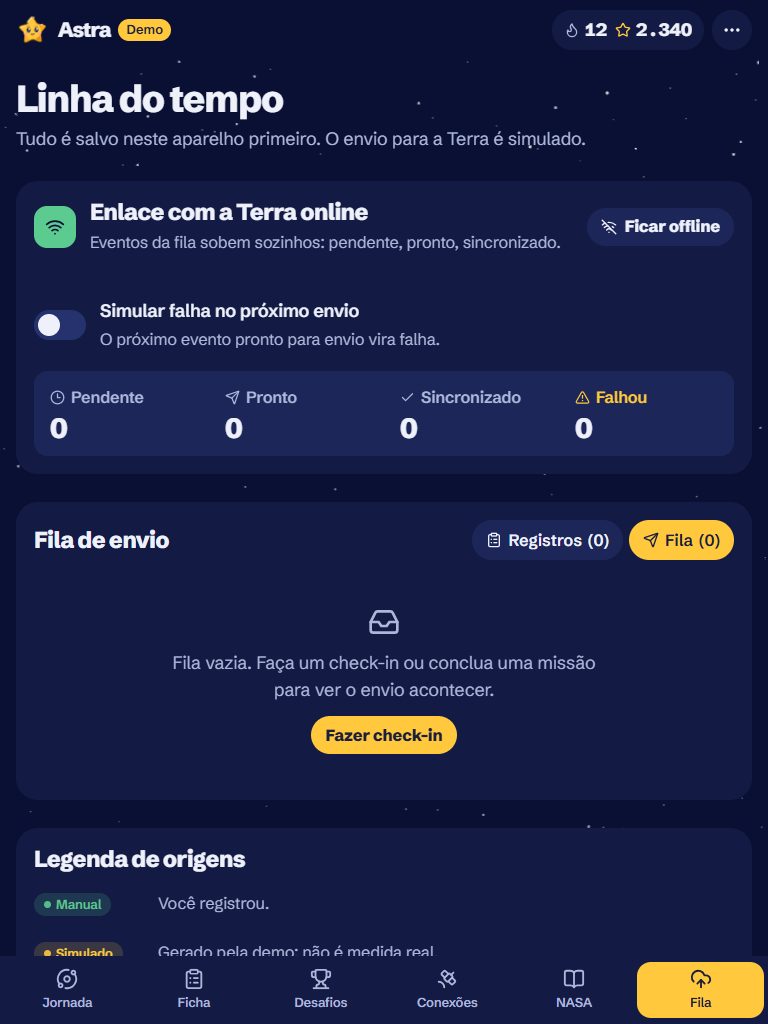 Astra Demo 12 2.340
Linha do tempo
Tudo é salvo neste aparelho primeiro. O envio para a Terra é simulado.
Enlace com a Terra online
Eventos da fila sobem sozinhos: pendente, pronto, sincronizado.
Ficar offline
Simular falha no próximo envio
O próximo evento pronto para envio vira falha.
Pendente Pronto Sincronizado Falhou
0 0 0 0
Fila de envio Registros (0) Fila (0)
Fila vazia. Faça um check-in ou conclua uma missão
para ver o envio acontecer.
Fazer check-in
Legenda de origens
Manual Você registrou.
Simulado Gerado pela demo: não é medida real.
Jornada Ficha Desafios Conexões NASA Fila